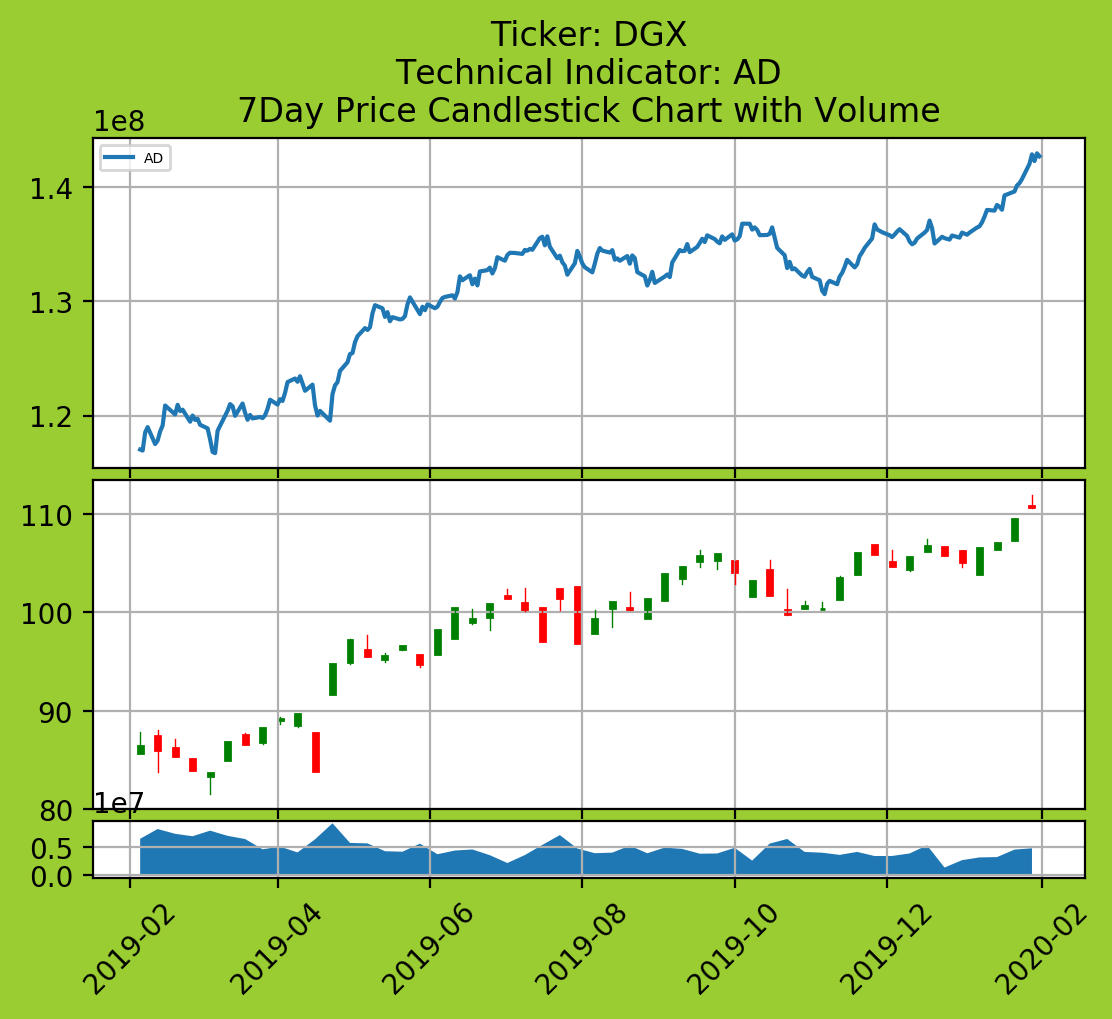 Ticker: DGX
Technical Indicator: AD
7Day Price Candlestick Chart with Volume
1e8
AD
1.4
1.3
1.2
110
100
90
80
1e7
0.5
0.0
2019-02
2019-04
2019-06
2019-08
2019-10
2019-12
2020-02